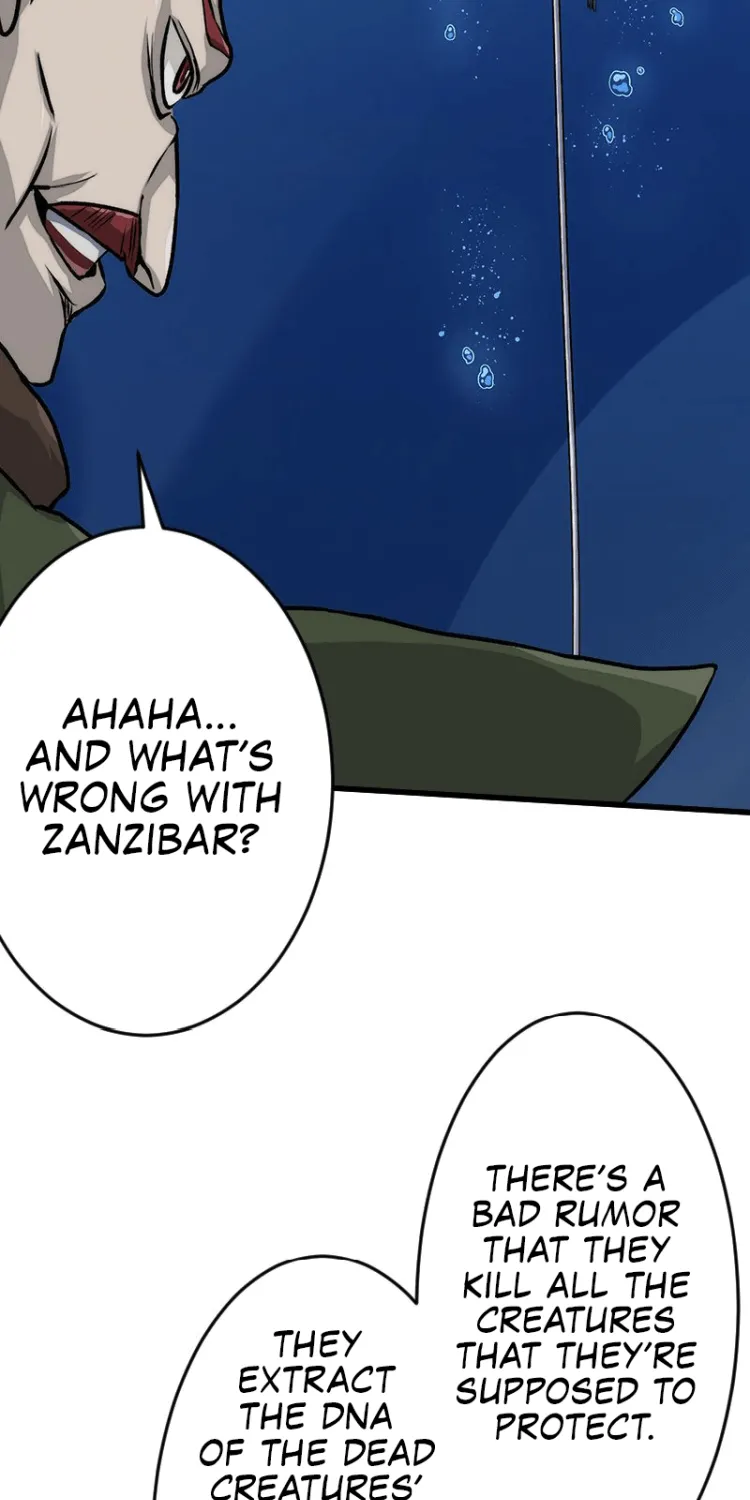 AHAHA...
AND WHAT'S
WRONG WITH
ZANZIBAR?
THERE'S A
BAD RUMOR
THAT THEY
KILL ALL THE
CREATURES
THAT THEY'RE
SUPPOSED TO
PROTECT.
THEY
EXTRACT
THE DNA
OF THE DEAD
CREATURES'